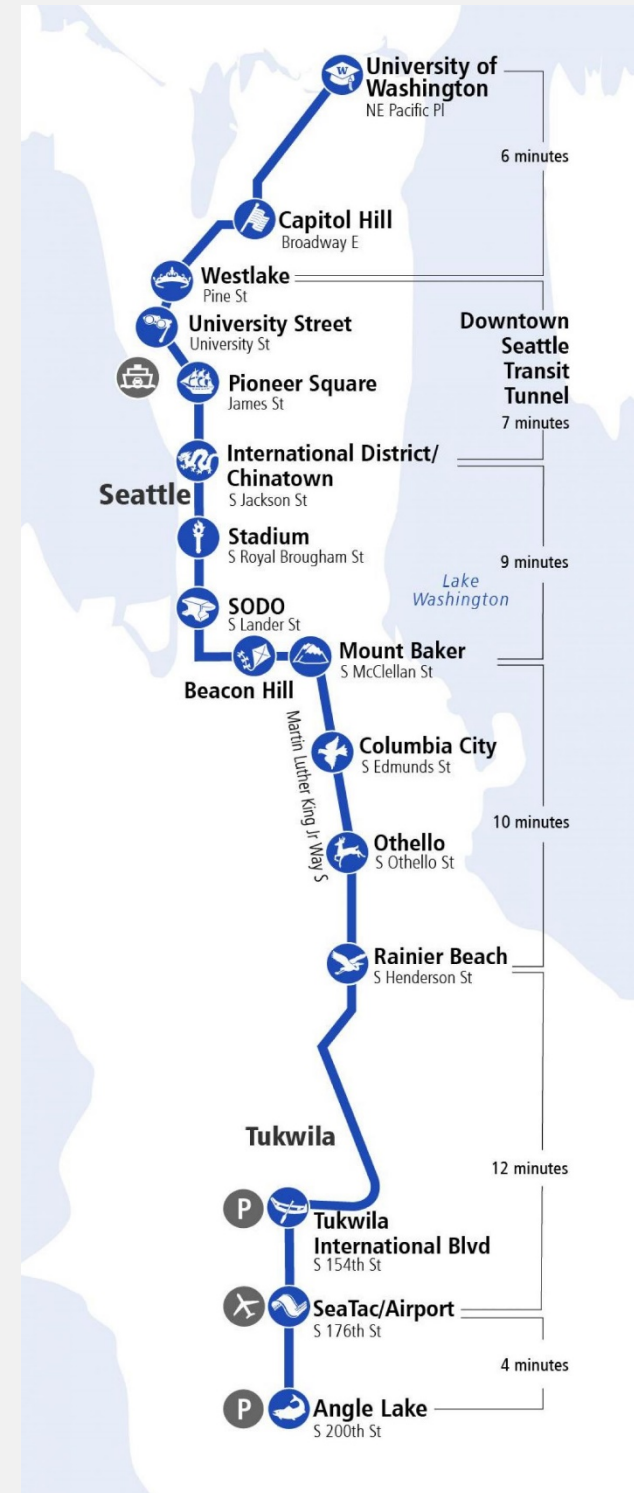 W
University of
Washington
NE Pacific Pl
6 minutes
Capitol Hill
Broadway E
Westlake
Pine St
University Street
University St
Downtown
Seattle
Transit
Tunnel
7 minutes
Pioneer Square
James St
International District/
Chinatown
S Jackson St
Seattle
Stadium
S Royal Brougham St
9 minutes
Lake
Washington
SODO
S Lander St
Beacon Hill
Mount Baker
S McClellan St
Martin Luther King Jr Way S
Columbia City
S Edmunds St
10 minutes
Othello
S Othello St
Rainier Beach
S Henderson St
Tukwila
12 minutes
P
Tukwila
International Blvd
S 154th St
SeaTac/Airport
S 176th St
4 minutes
P
Angle Lake
S 200th St